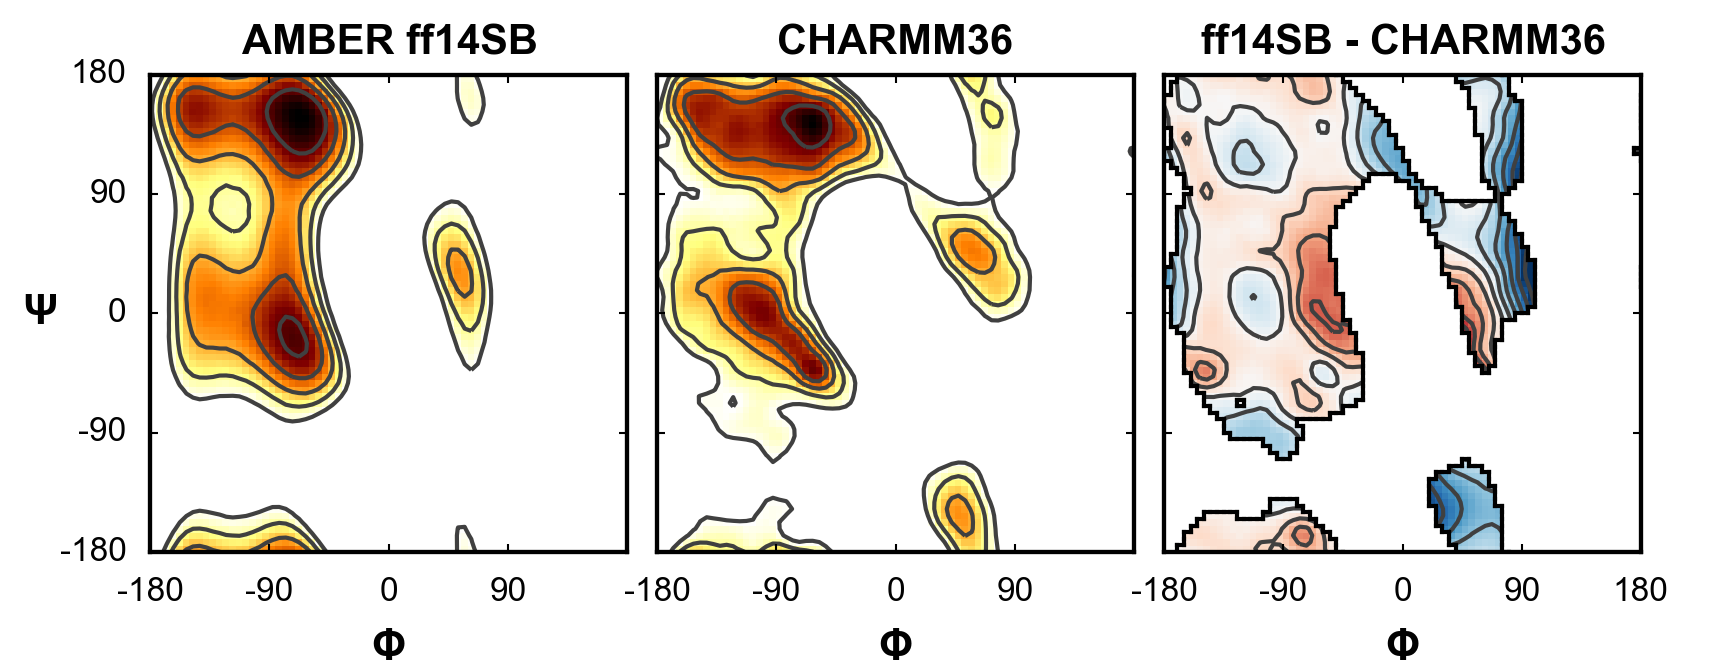 AMBER ff14SB CHARMM36 ff14SB - CHARMM36
180
90
Ψ 0
-90
-180
-180 -90 0 90 -180 -90 0 90 -180 -90 0 90 180
Φ Φ Φ